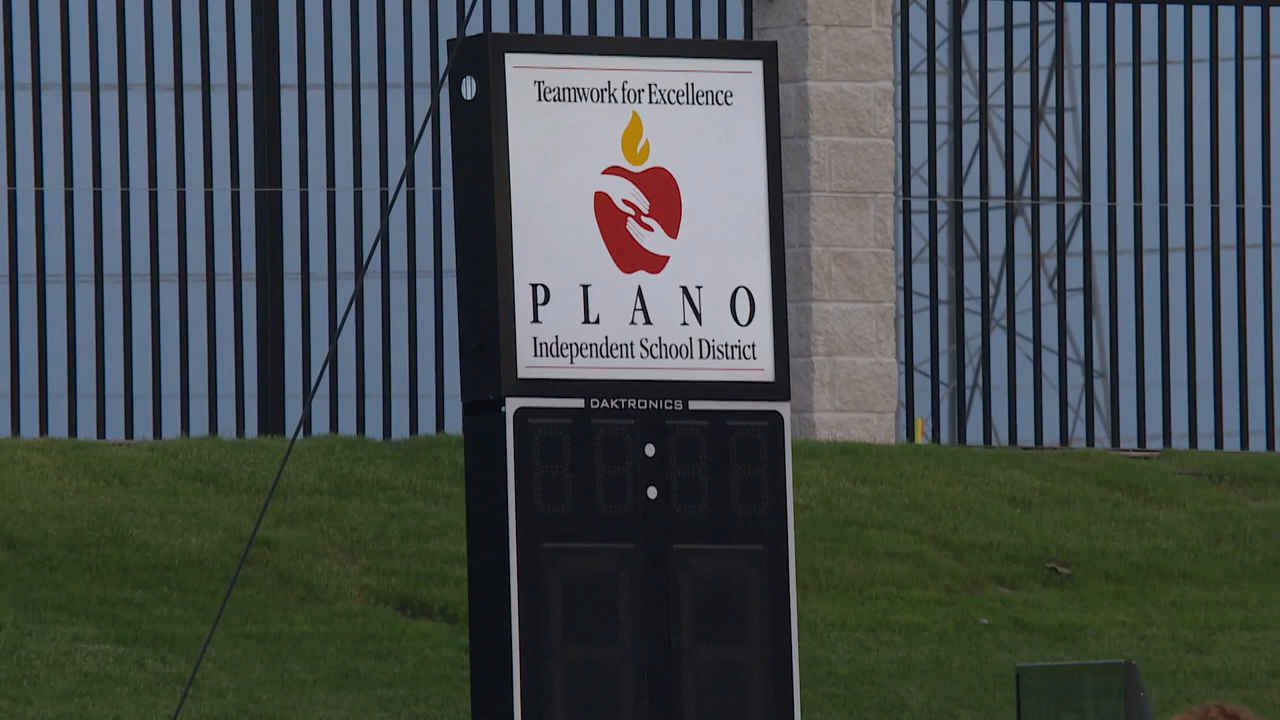 Teamwork for Excellence
PLANO
Independent School District
DAKTRONICS